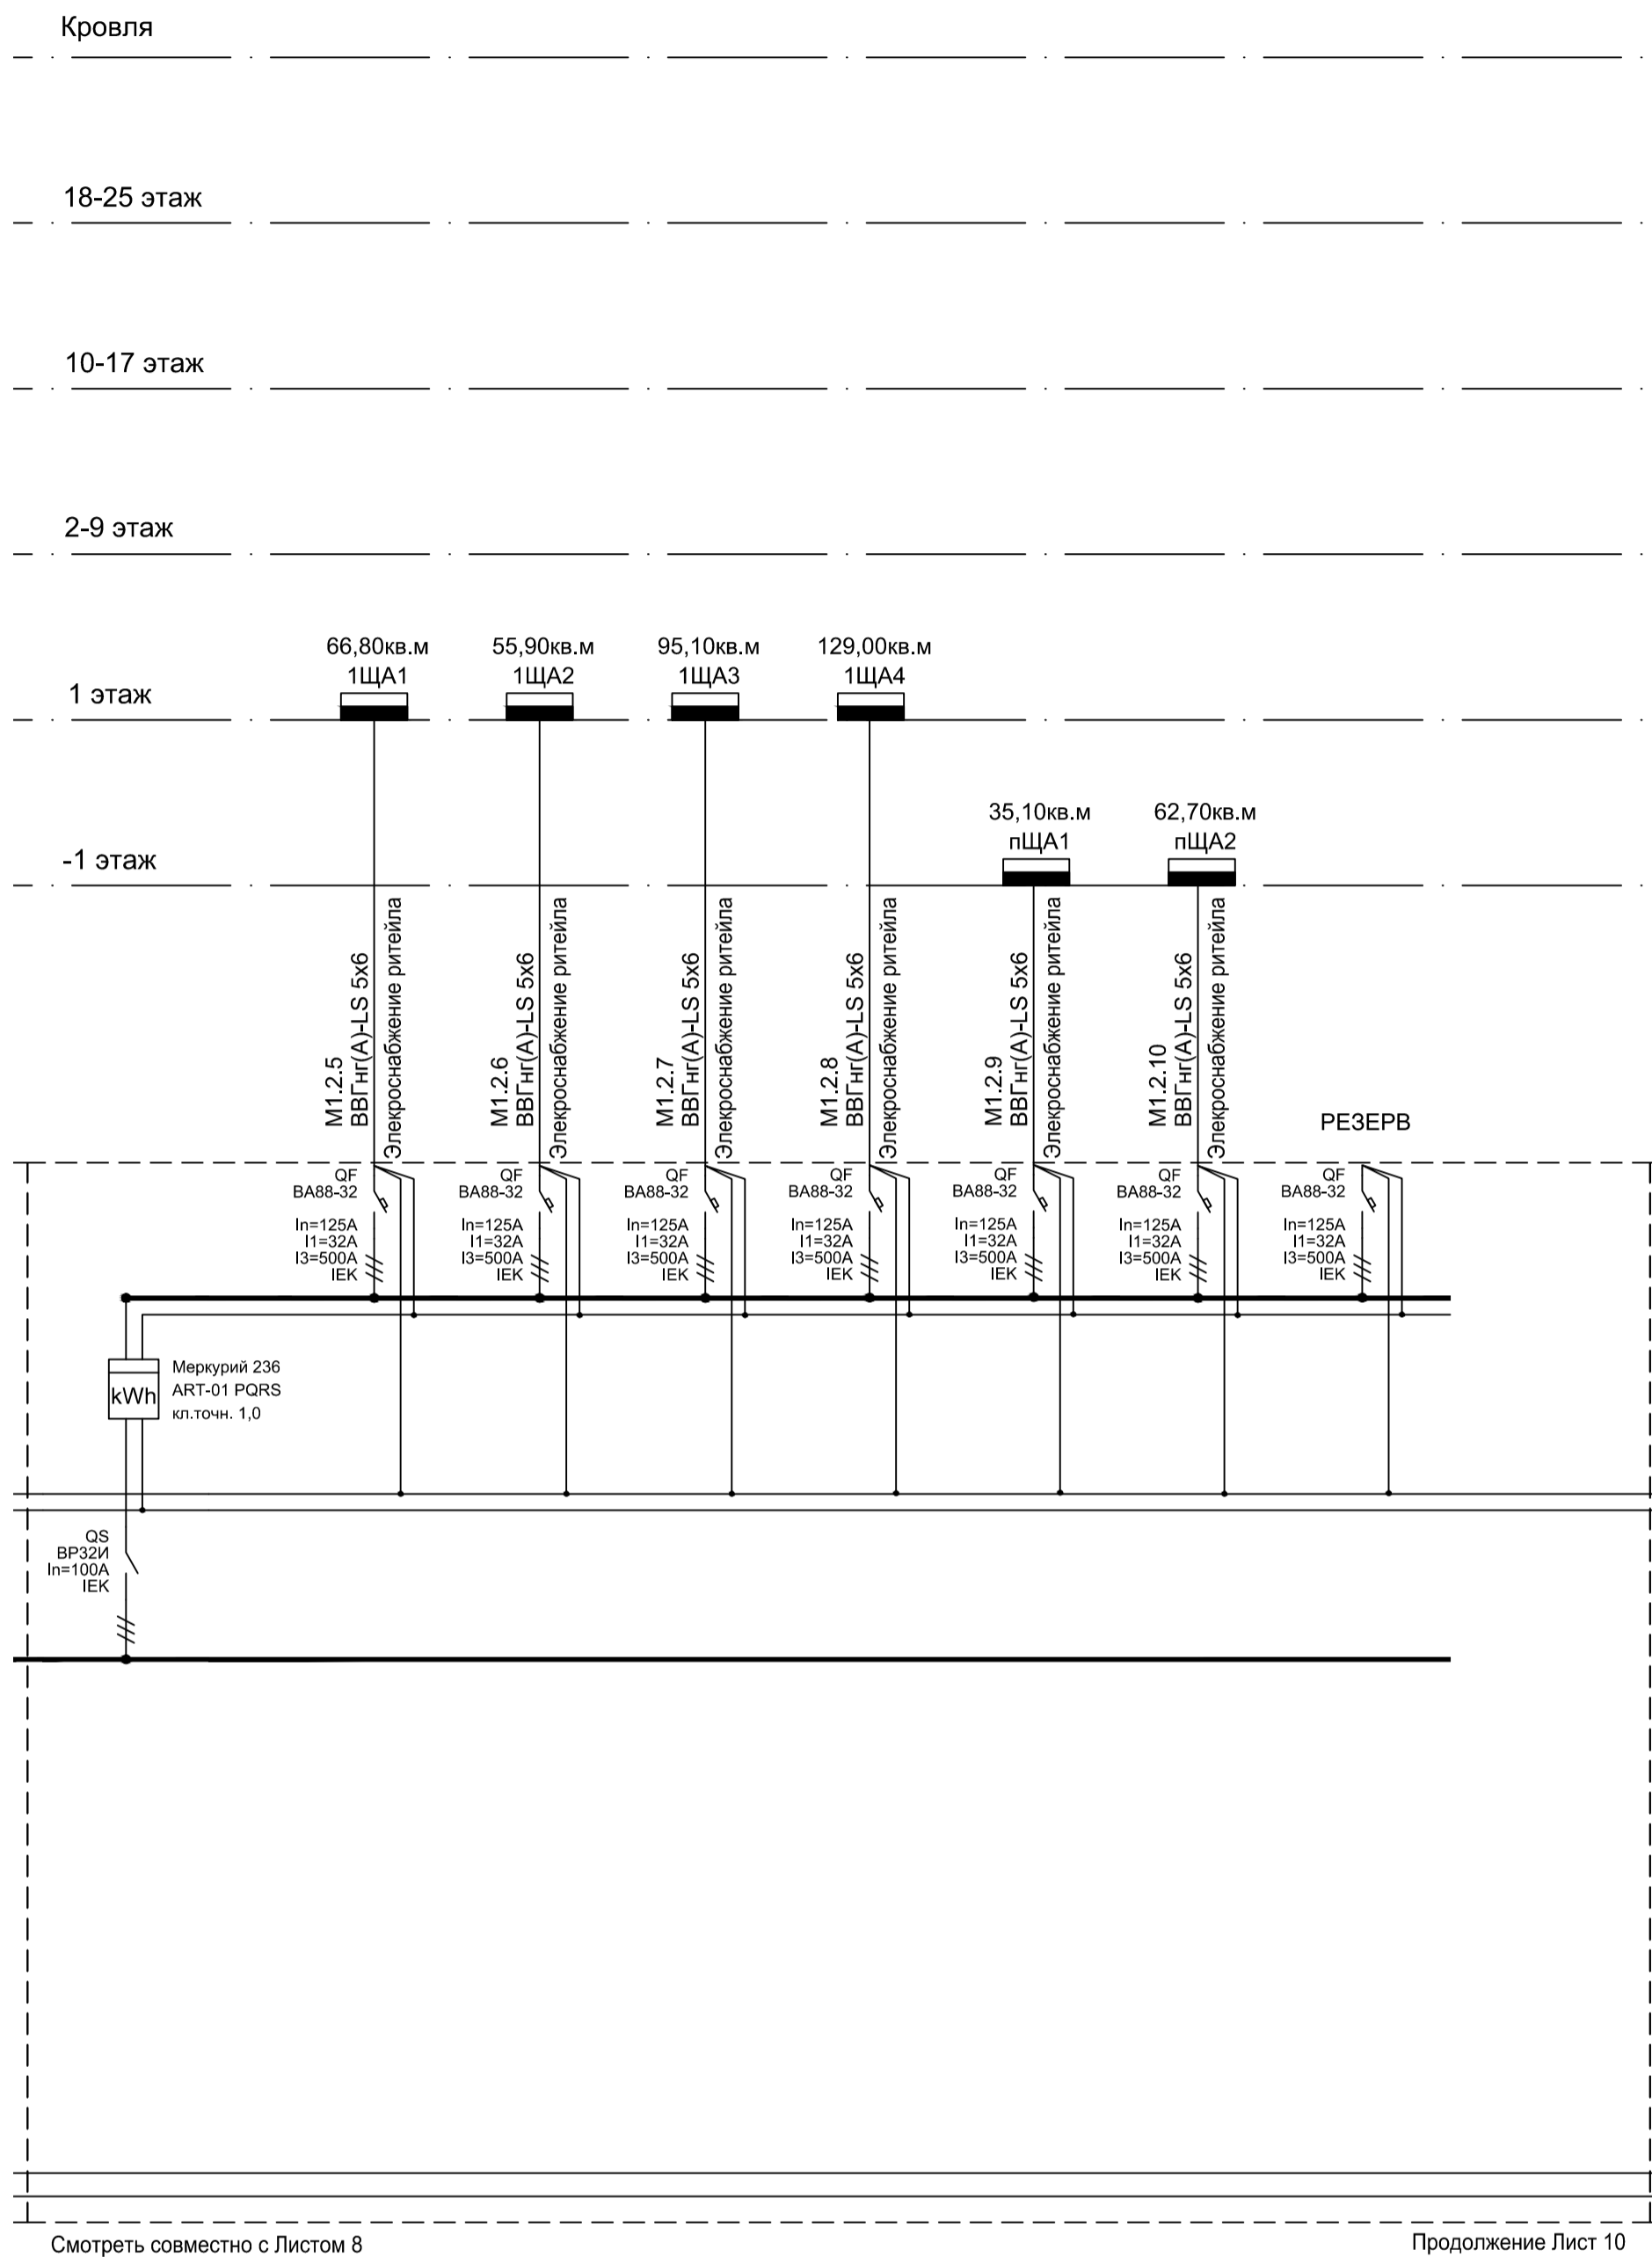 Кровля
18-25 этаж
10-17 этаж
2-9 этаж
1 этаж
66,80кв.м
1ЩА1
55,90кв.м
1ЩА2
95,10кв.м
1ЩА3
129,00кв.м
1ЩА4
-1 этаж
35,10кв.м
пЩА1
62,70кв.м
пЩА2
М1.2.5
ВВГнг(А)-LS 5х6
Элекроснабжение ритейла
М1.2.6
ВВГнг(А)-LS 5х6
Элекроснабжение ритейла
М1.2.7
ВВГнг(А)-LS 5х6
Элекроснабжение ритейла
М1.2.8
ВВГнг(А)-LS 5х6
Элекроснабжение ритейла
М1.2.9
ВВГнг(А)-LS 5х6
Элекроснабжение ритейла
М1.2.10
ВВГнг(А)-LS 5х6
Элекроснабжение ритейла
РЕЗЕРВ
QF
ВА88-32
In=125A
I1=32A
I3=500A
IEK
QF
ВА88-32
In=125A
I1=32A
I3=500A
IEK
QF
ВА88-32
In=125A
I1=32A
I3=500A
IEK
QF
ВА88-32
In=125A
I1=32A
I3=500A
IEK
QF
ВА88-32
In=125A
I1=32A
I3=500A
IEK
QF
ВА88-32
In=125A
I1=32A
I3=500A
IEK
QF
ВА88-32
In=125A
I1=32A
I3=500A
IEK
kWh
Меркурий 236
ART-01 PQRS
кл.точн. 1,0
QS
ВР32И
In=100A
IEK
Смотреть совместно с Листом 8
Продолжение Лист 10